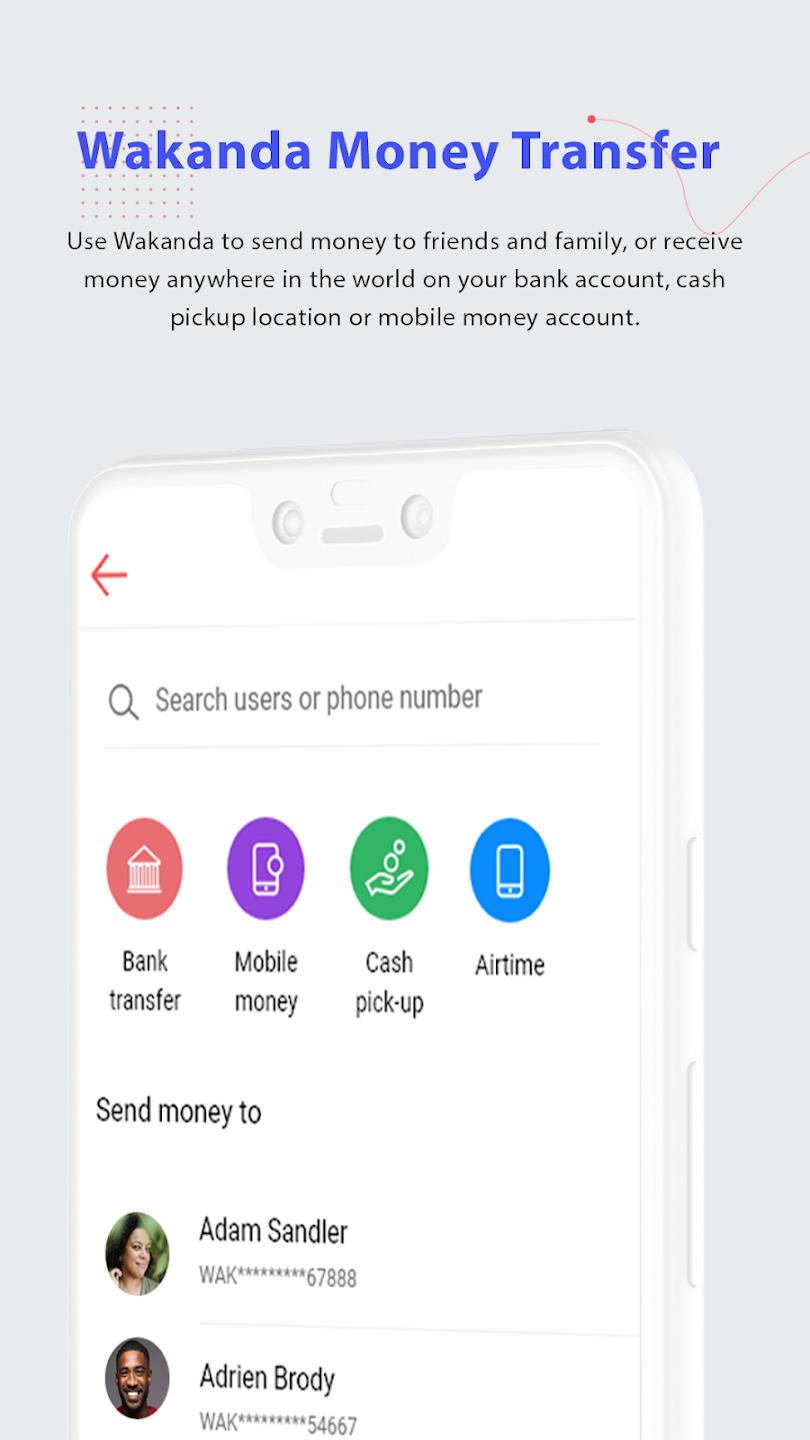 Wakanda Money Transfer
Use Wakanda to send money to friends and family, or receive
money anywhere in the world on your bank account, cash
pickup location or mobile money account.
Search users or phone number
Bank transfer
Mobile money
Cash pick-up
Airtime
Send money to
Adam Sandler
WAK*********67888
Adrien Brody
WAK*********54667